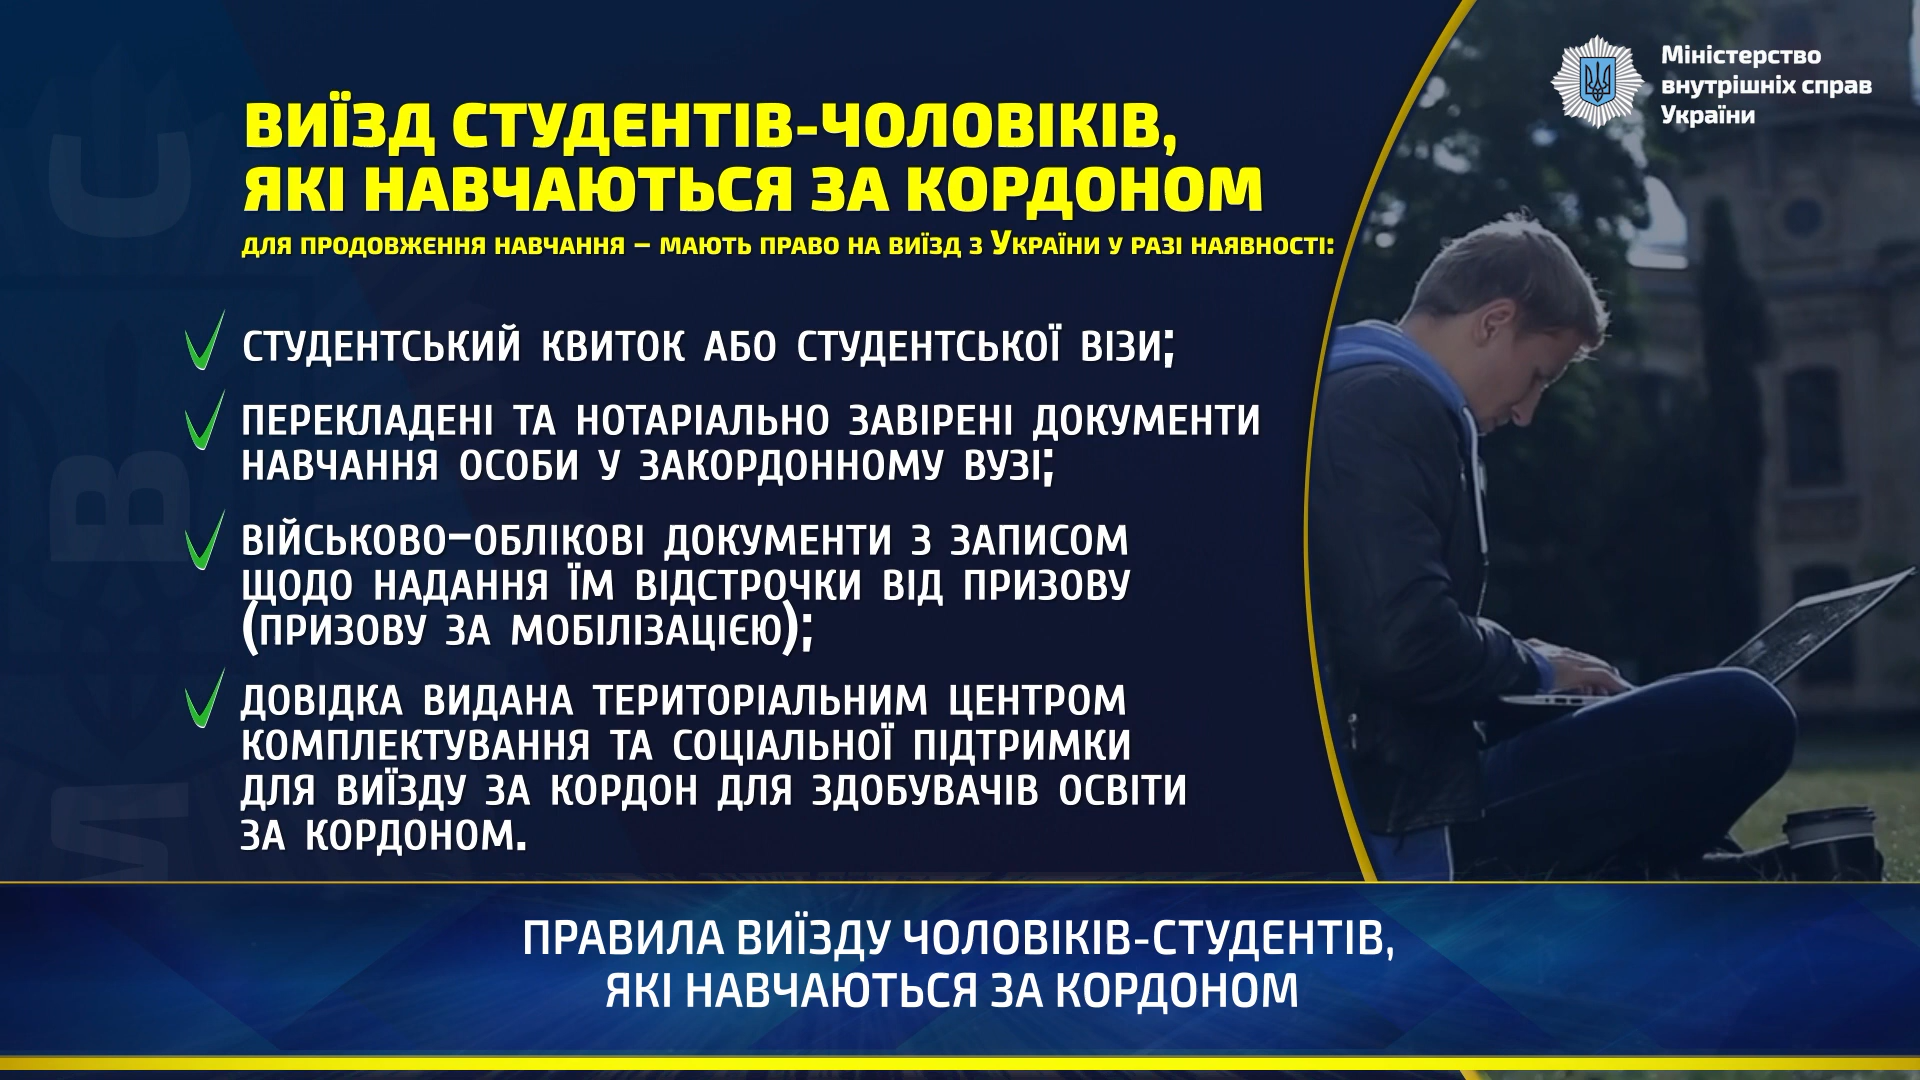 Міністерство
внутрішніх справ
України
ВИЇЗД СТУДЕНТІВ-ЧОЛОВІКІВ,
ЯКІ НАВЧАЮТЬСЯ ЗА КОРДОНОМ
для продовження навчання – мають право на виїзд з України у разі наявності:
студентський квиток або студентської візи;
перекладені та нотаріально завірені документи
навчання особи у закордонному вузі;
військово-облікові документи з записом
щодо надання їм відстрочки від призову
(призову за мобілізацією);
довідка видана територіальним центром
комплектування та соціальної підтримки
для виїзду за кордон для здобувачів освіти
за кордоном.
ПРАВИЛА ВИЇЗДУ ЧОЛОВІКІВ-СТУДЕНТІВ,
ЯКІ НАВЧАЮТЬСЯ ЗА КОРДОНОМ
МВС